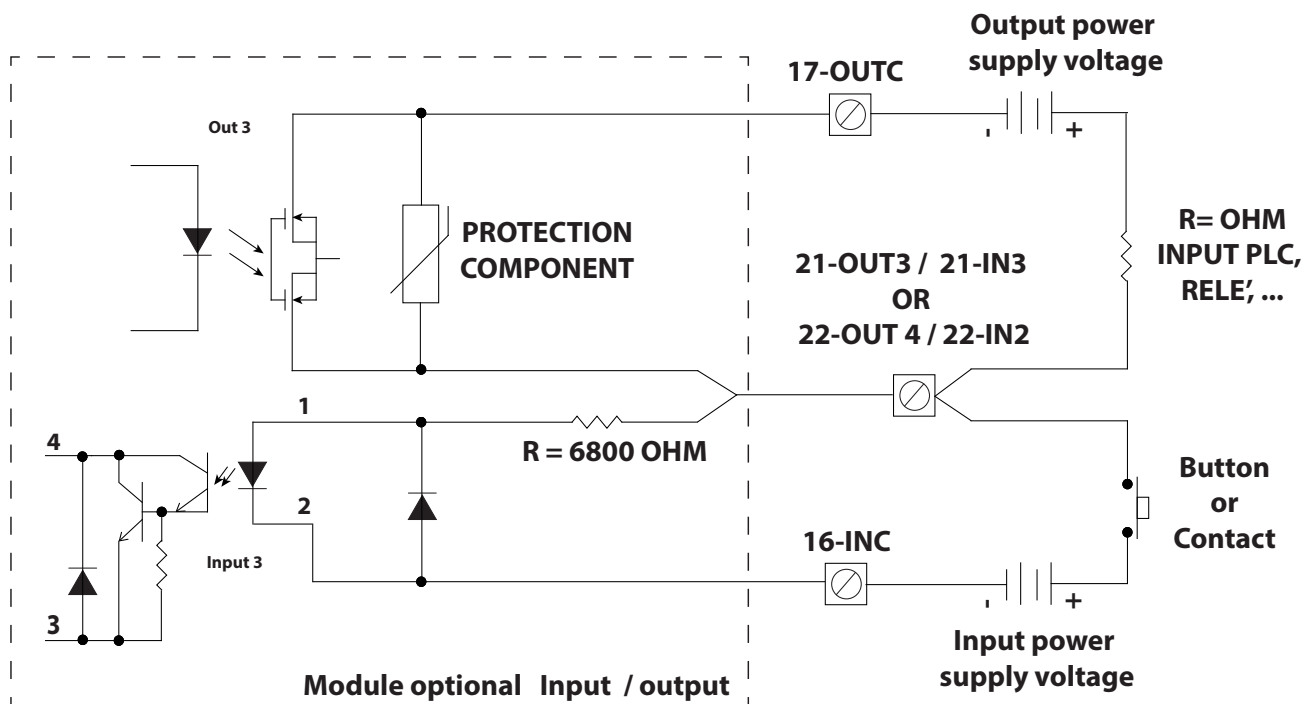 Output power
supply voltage
17-OUTC
- +
Out 3
PROTECTION
COMPONENT
R= OHM
INPUT PLC,
RELE', ...
21-OUT3 / 21-IN3
OR
22-OUT 4 / 22-IN2
1
R = 6800 OHM
4
2
Button
or
Contact
16-INC
Input 3
- +
3
Input power
supply voltage
Module optional Input / output